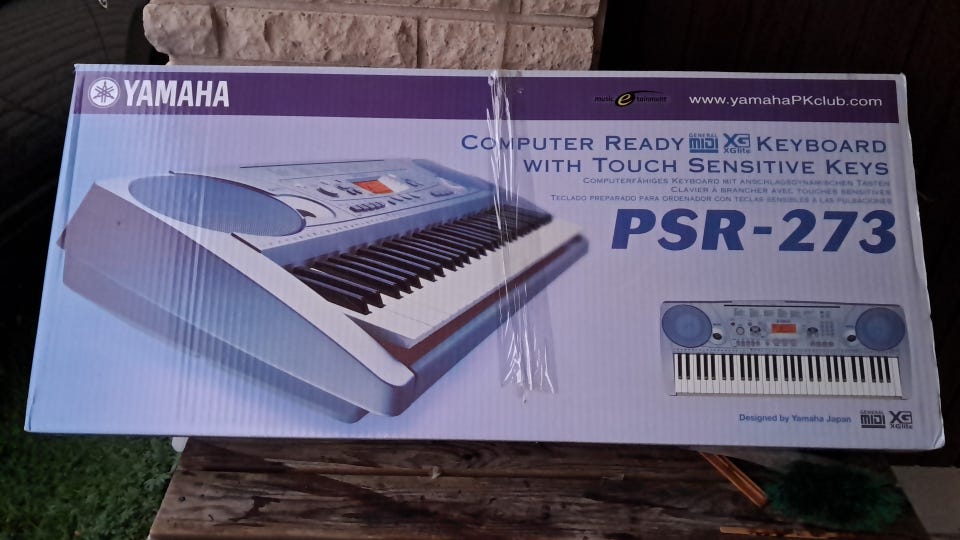 YAMAHA
music e tainment
www.yamahaPKclub.com
COMPUTER READY GENERAL MIDI XG XGlite KEYBOARD
WITH TOUCH SENSITIVE KEYS
COMPUTERFÄHIGES KEYBOARD MIT ANSCHLAGSDYNAMISCHEN TASTEN
CLAVIER À BRANCHER AVEC TOUCHES SENSITIVES
TECLADO PREPARADO PARA ORDENADOR CON TECLAS SENSIBLES À LAS PULSACIONES
PSR-273
Designed by Yamaha Japan GENERAL MIDI XG XGlite